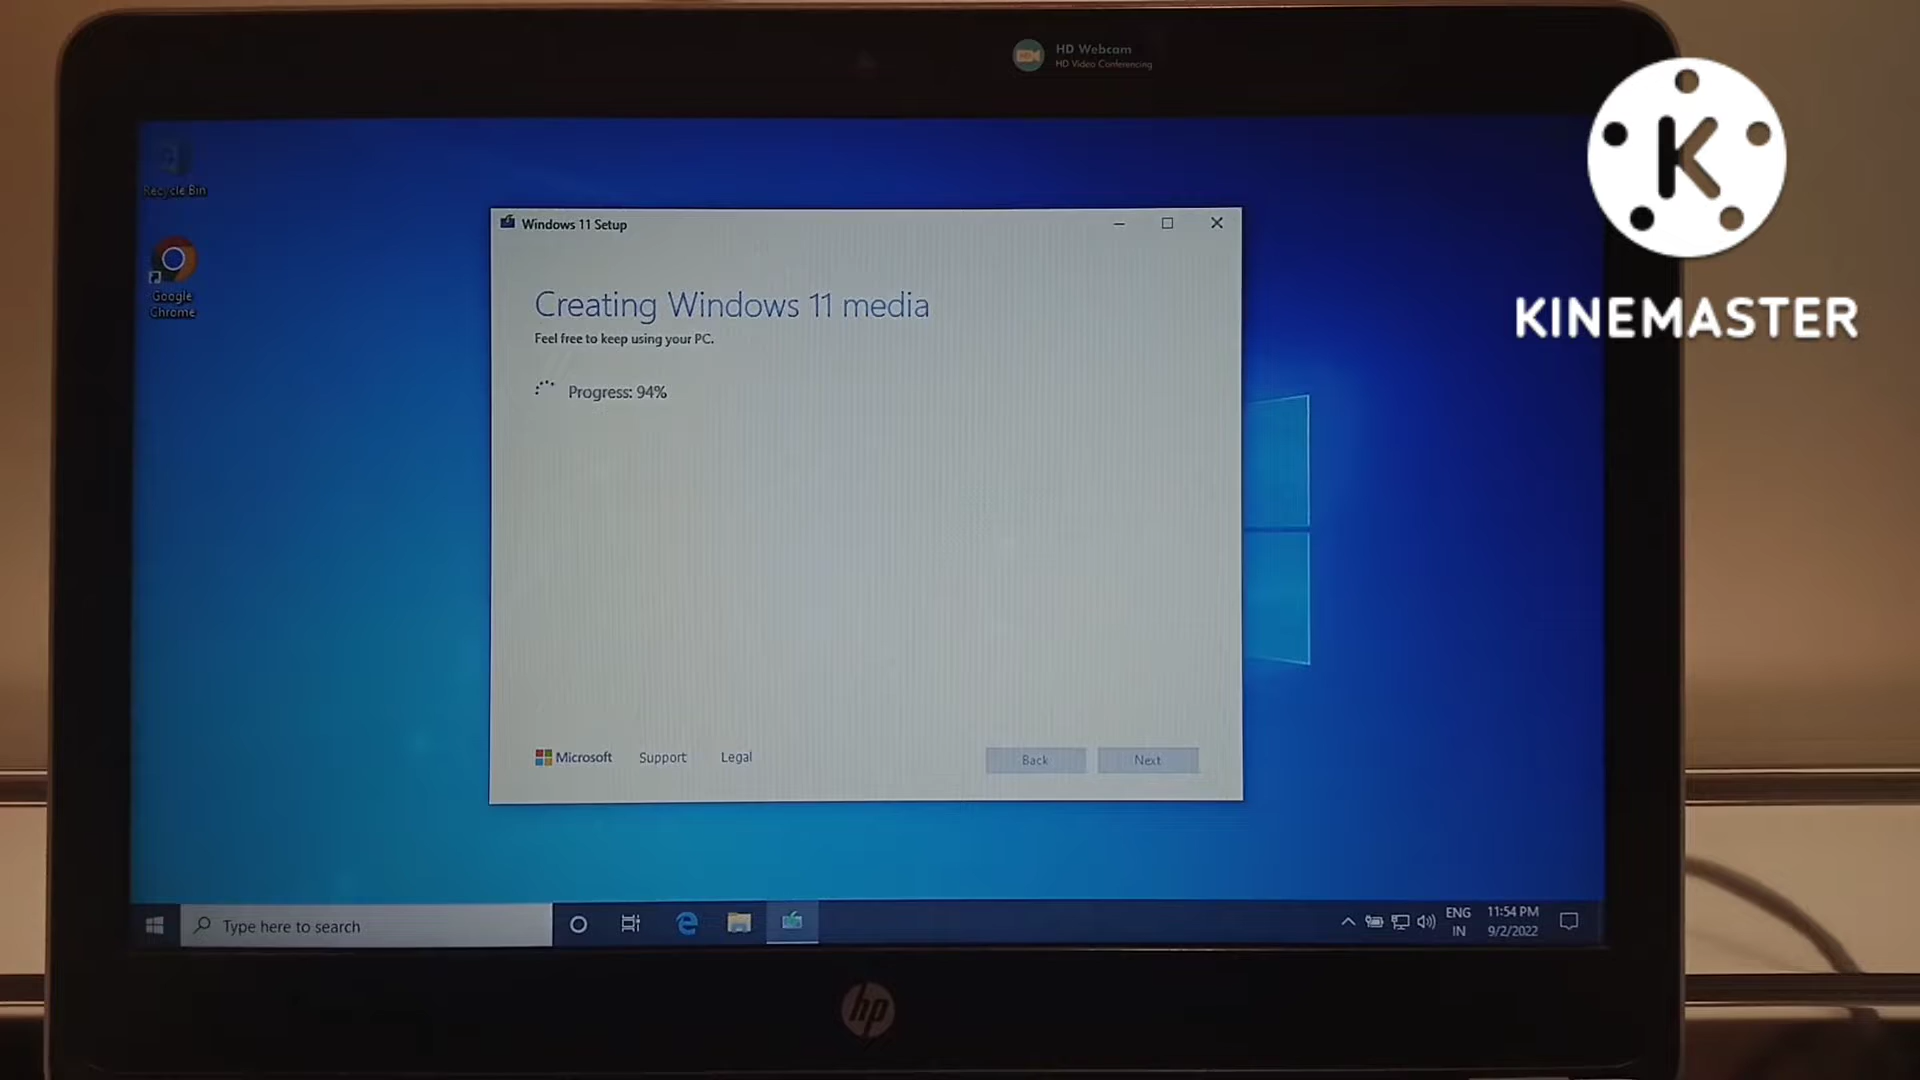 HD Webcam
HD Video Conferencing
K
KINEMASTER
Recycle Bin
Google
Chrome
Windows 11 Setup
Creating Windows 11 media
Feel free to keep using your PC.
Progress: 94%
Microsoft Support Legal
Back Next
Type here to search
ENG
IN
11:54 PM
9/2/2022
hp